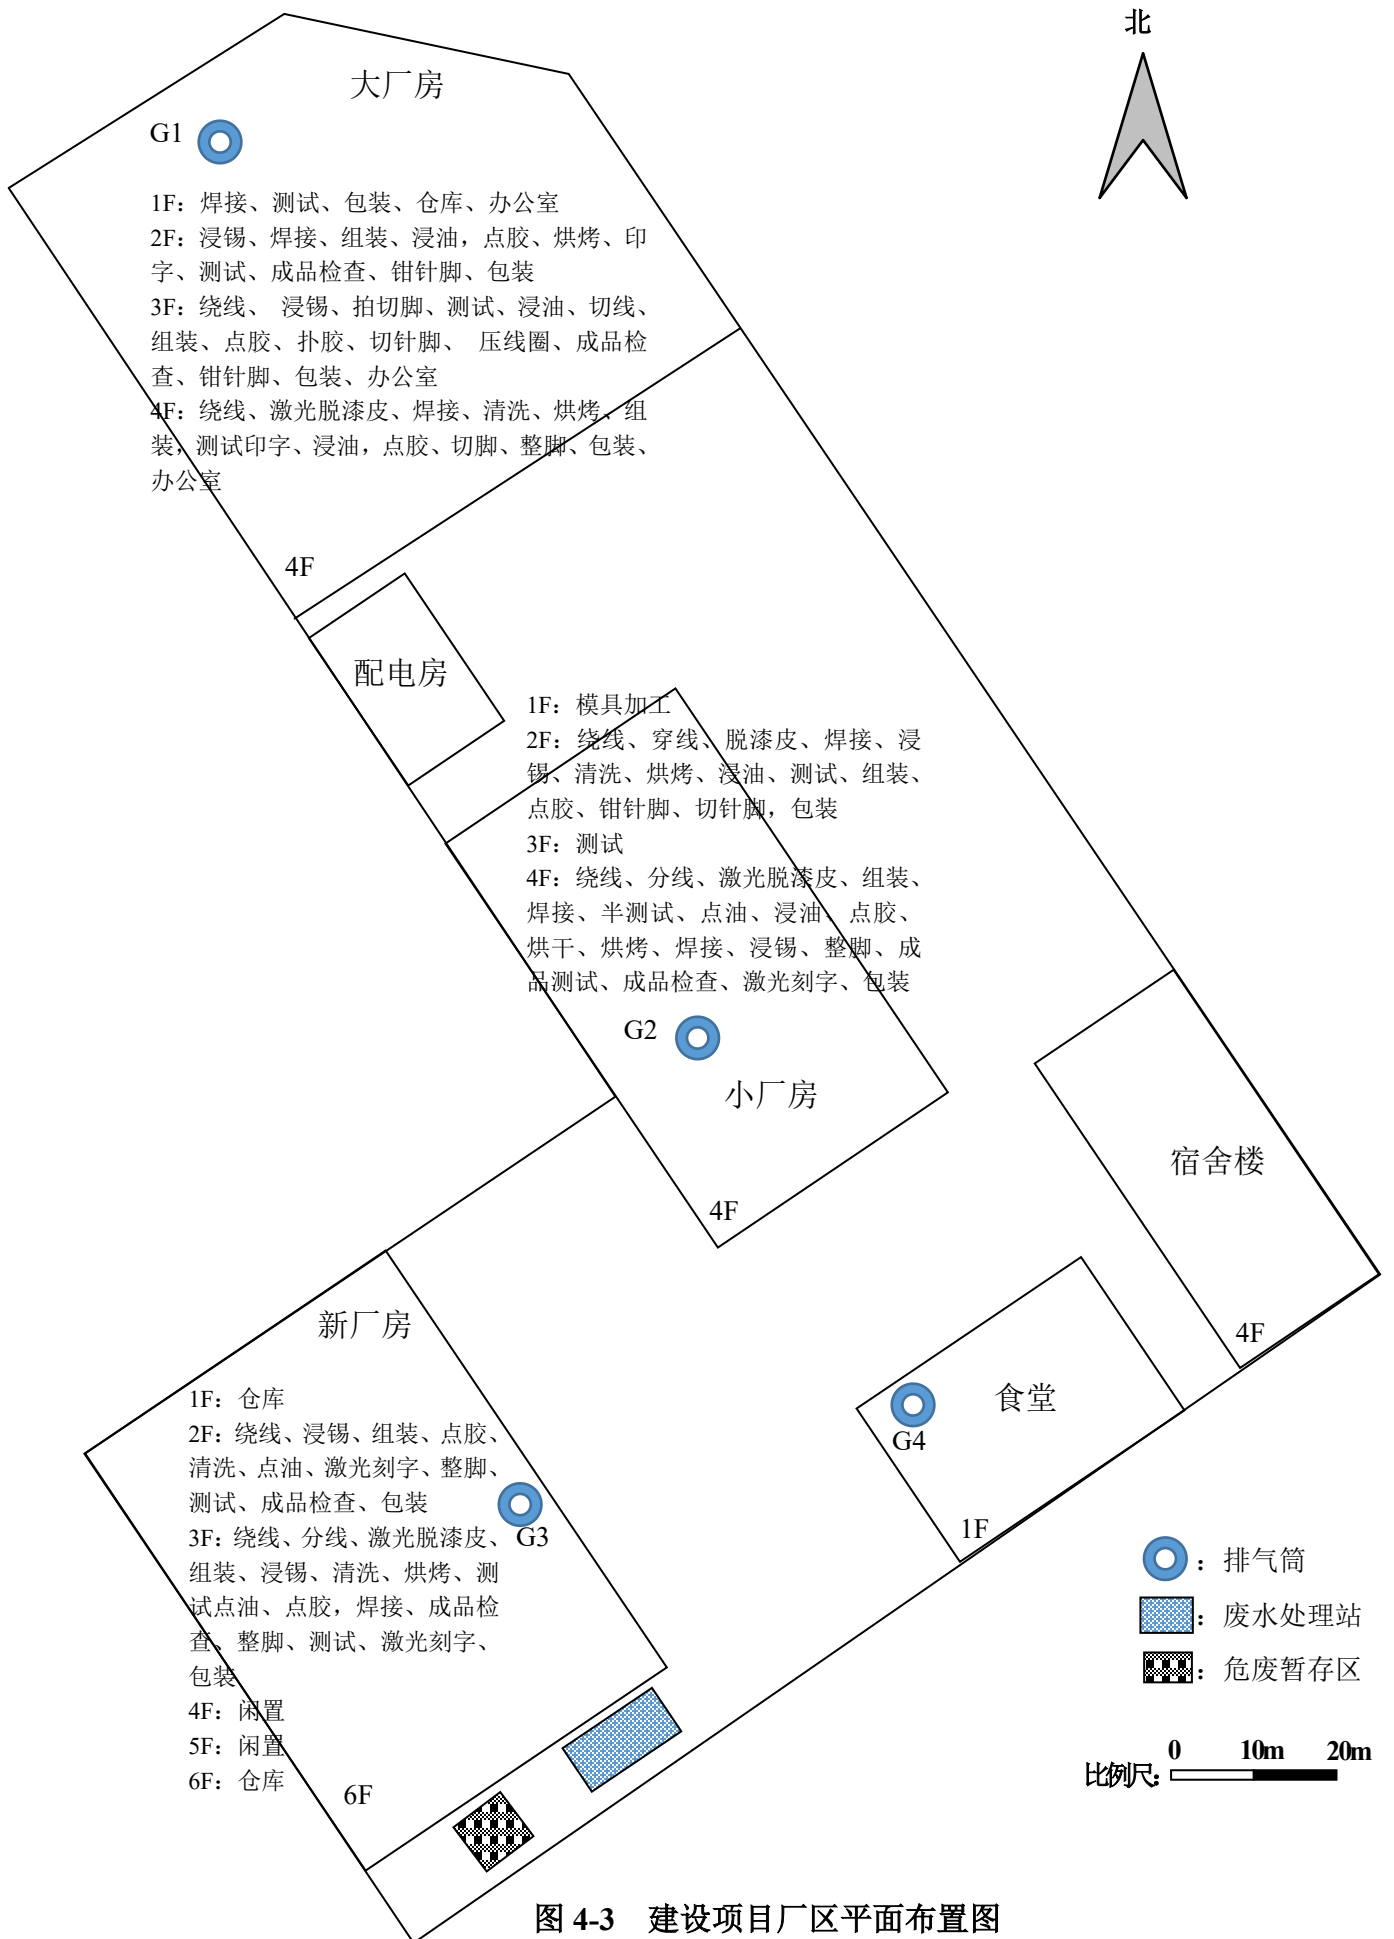 北
大厂房
G1
1F：焊接、测试、包装、仓库、办公室
2F：浸锡、焊接、组装、浸油，点胶、烘烤、印
字、测试、成品检查、钳针脚、包装
3F：绕线、 浸锡、拍切脚、测试、浸油、切线、
组装、点胶、扑胶、切针脚、 压线圈、成品检
查、钳针脚、包装、办公室
4F：绕线、激光脱漆皮、焊接、清洗、烘烤、组
装，测试印字、浸油，点胶、切脚、整脚、包装、
办公室
4F
配电房
1F：模具加工
2F：绕线、穿线、脱漆皮、焊接、浸
锡、清洗、烘烤、浸油、测试、组装、
点胶、钳针脚、切针脚，包装
3F：测试
4F：绕线、分线、激光脱漆皮、组装、
焊接、半测试、点油、浸油、点胶、
烘干、烘烤、焊接、浸锡、整脚、成
品测试、成品检查、激光刻字、包装
G2
小厂房
4F
宿舍楼
4F
新厂房
1F：仓库
2F：绕线、浸锡、组装、点胶、
清洗、点油、激光刻字、整脚、
测试、成品检查、包装
3F：绕线、分线、激光脱漆皮、
组装、浸锡、清洗、烘烤、测
试点油、点胶，焊接、成品检
查、整脚、测试、激光刻字、
包装
4F：闲置
5F：闲置
6F：仓库
G3
6F
食堂
G4
1F
：排气筒
：废水处理站
：危废暂存区
0 10m 20m
比例尺：
图 4-3 建设项目厂区平面布置图